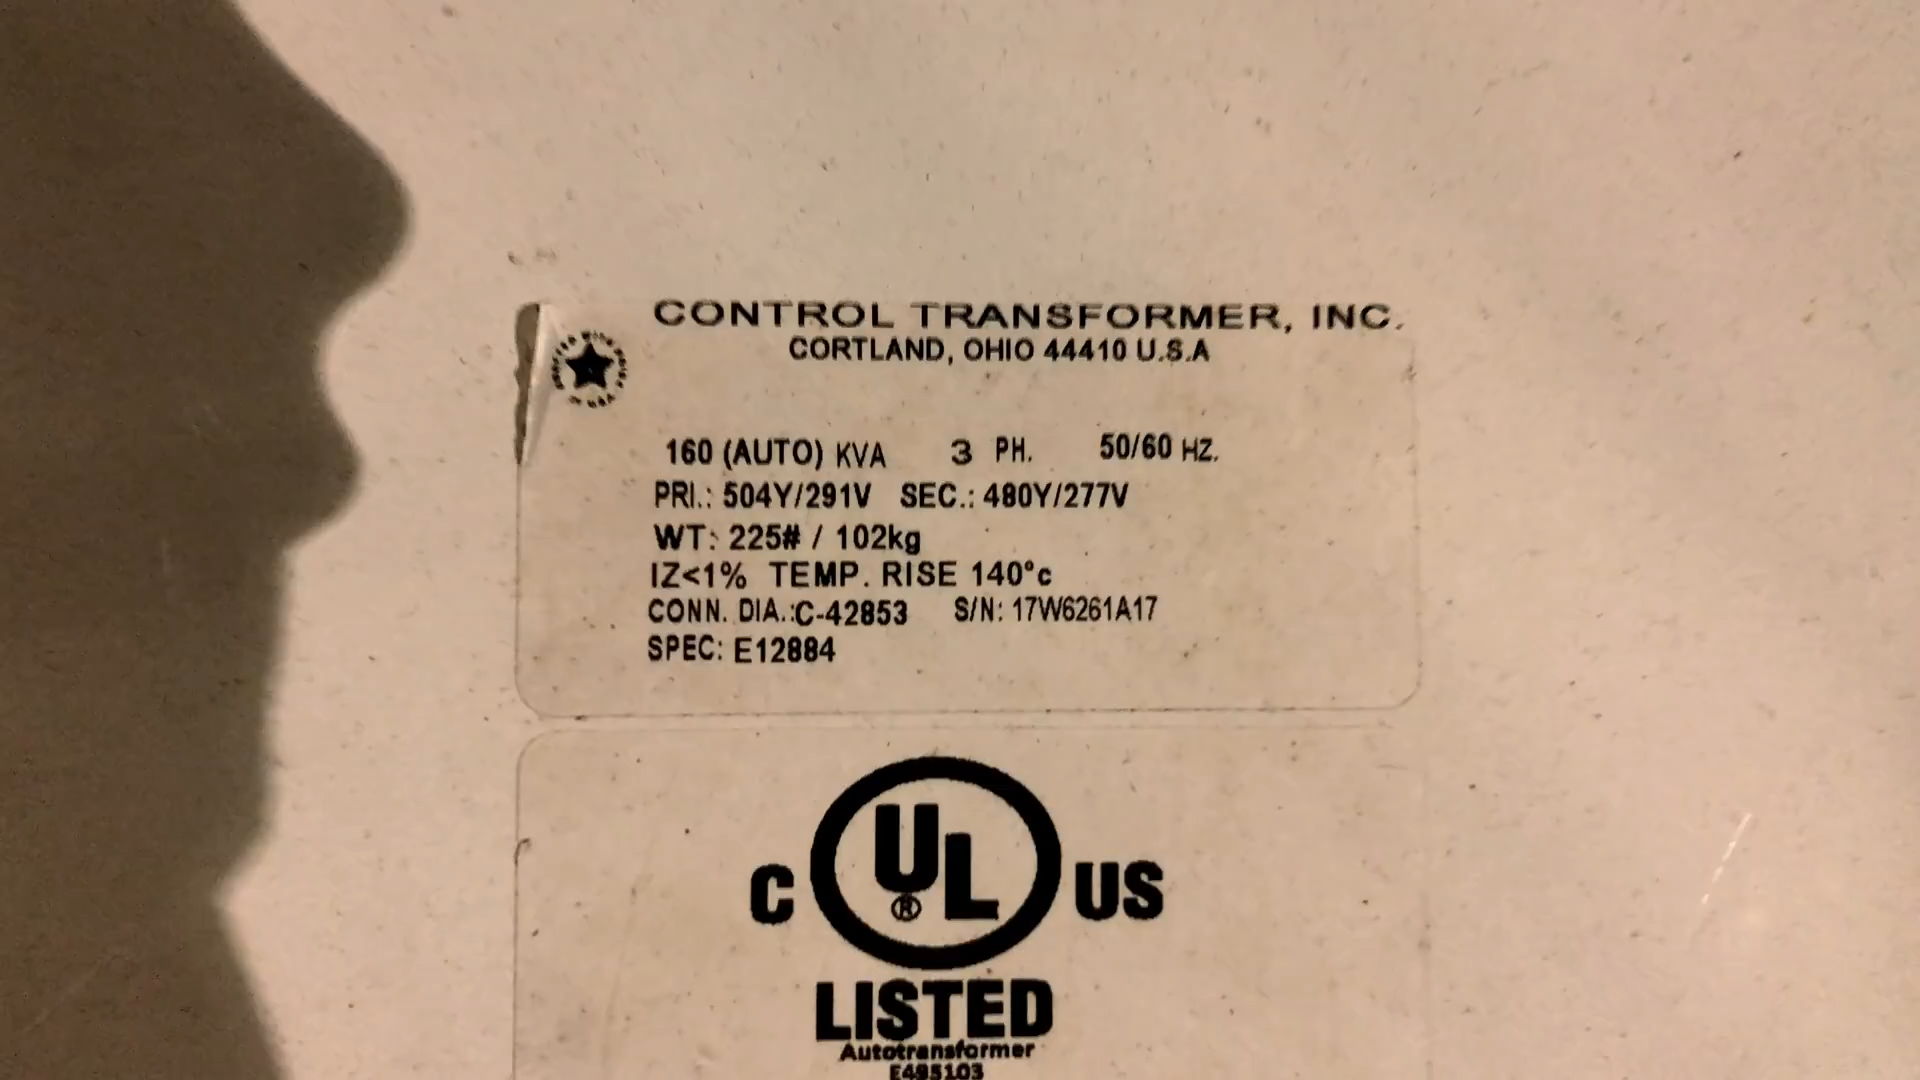 CONTROL TRANSFORMER, INC.
CORTLAND, OHIO 44410 U.S.A
160 (AUTO) KVA 3 PH. 50/60 HZ.
PRI.: 504Y/291V SEC.: 480Y/277V
WT: 225# / 102kg
IZ<1% TEMP. RISE 140°c
CONN. DIA.:C-42853 S/N: 17W6261A17
SPEC: E12884
C UL® US
LISTED
Autotransformer
E495103